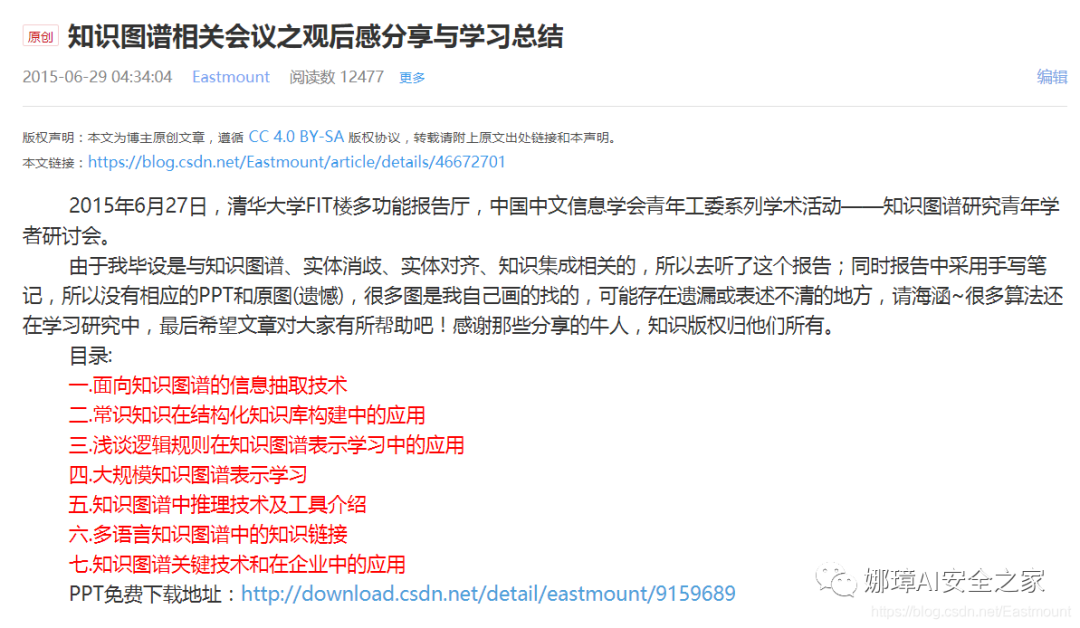 原创 知识图谱相关会议之观后感分享与学习总结
2015-06-29 04:34:04 Eastmount 阅读数 12477 更多 编辑
版权声明：本文为博主原创文章，遵循 CC 4.0 BY-SA 版权协议，转载请附上原文出处链接和本声明。
本文链接：https://blog.csdn.net/Eastmount/article/details/46672701
2015年6月27日，清华大学FIT楼多功能报告厅，中国中文信息学会青年工委系列学术活动——知识图谱研究青年学
者研讨会。
由于我毕设是与知识图谱、实体消歧、实体对齐、知识集成相关的，所以去听了这个报告；同时报告中采用手写笔
记，所以没有相应的PPT和原图(遗憾)，很多图是我自己画的找的，可能存在遗漏或表述不清的地方，请海涵~很多算法还
在学习研究中，最后希望文章对大家有所帮助吧！感谢那些分享的牛人，知识版权归他们所有。
目录:
一.面向知识图谱的信息抽取技术
二.常识知识在结构化知识库构建中的应用
三.浅谈逻辑规则在知识图谱表示学习中的应用
四.大规模知识图谱表示学习
五.知识图谱中推理技术及工具介绍
六.多语言知识图谱中的知识链接
七.知识图谱关键技术和在企业中的应用
PPT免费下载地址：http://download.csdn.net/detail/eastmount/9159689
娜璋AI安全之家
https://blog.csdn.net/Eastmount